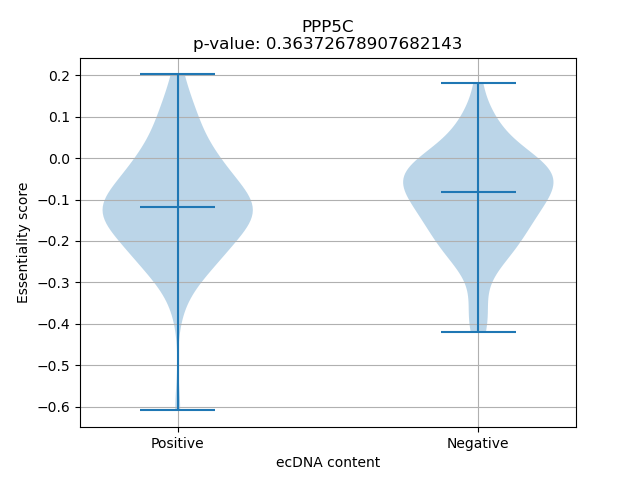 PPP5C
p-value: 0.36372678907682143
0.2
0.1
0.0
−0.1
−0.2
−0.3
−0.4
−0.5
−0.6
Essentiality score
Positive
Negative
ecDNA content